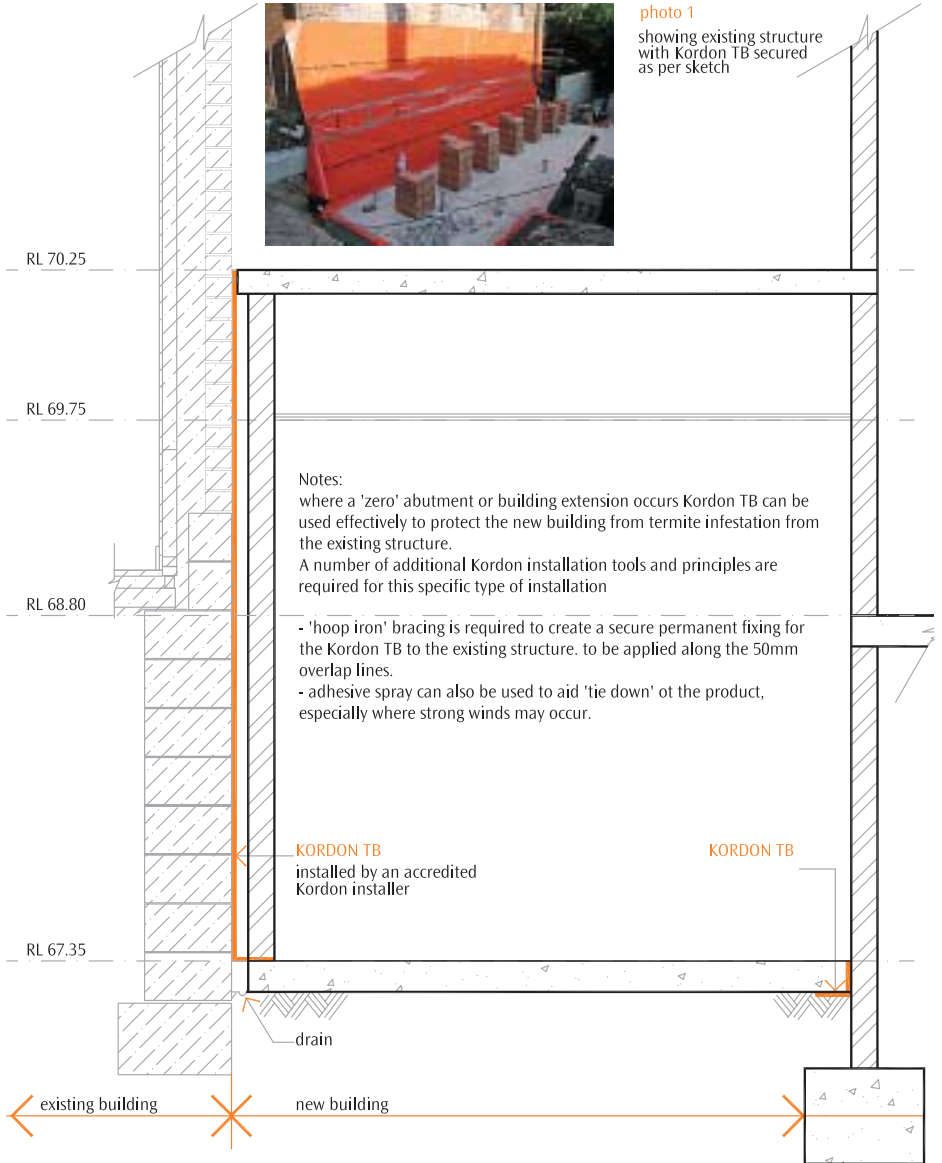 photo 1
showing existing structure
with Kordon TB secured
as per sketch
RL 70.25
RL 69.75
Notes:
where a 'zero' abutment or building extension occurs Kordon TB can be
used effectively to protect the new building from termite infestation from
the existing structure.
A number of additional Kordon installation tools and principles are
required for this specific type of installation
RL 68.80
- 'hoop iron' bracing is required to create a secure permanent fixing for
the Kordon TB to the existing structure. to be applied along the 50mm
overlap lines.
- adhesive spray can also be used to aid 'tie down' ot the product,
especially where strong winds may occur.
KORDON TB
installed by an accredited
Kordon installer
KORDON TB
RL 67.35
drain
existing building
new building